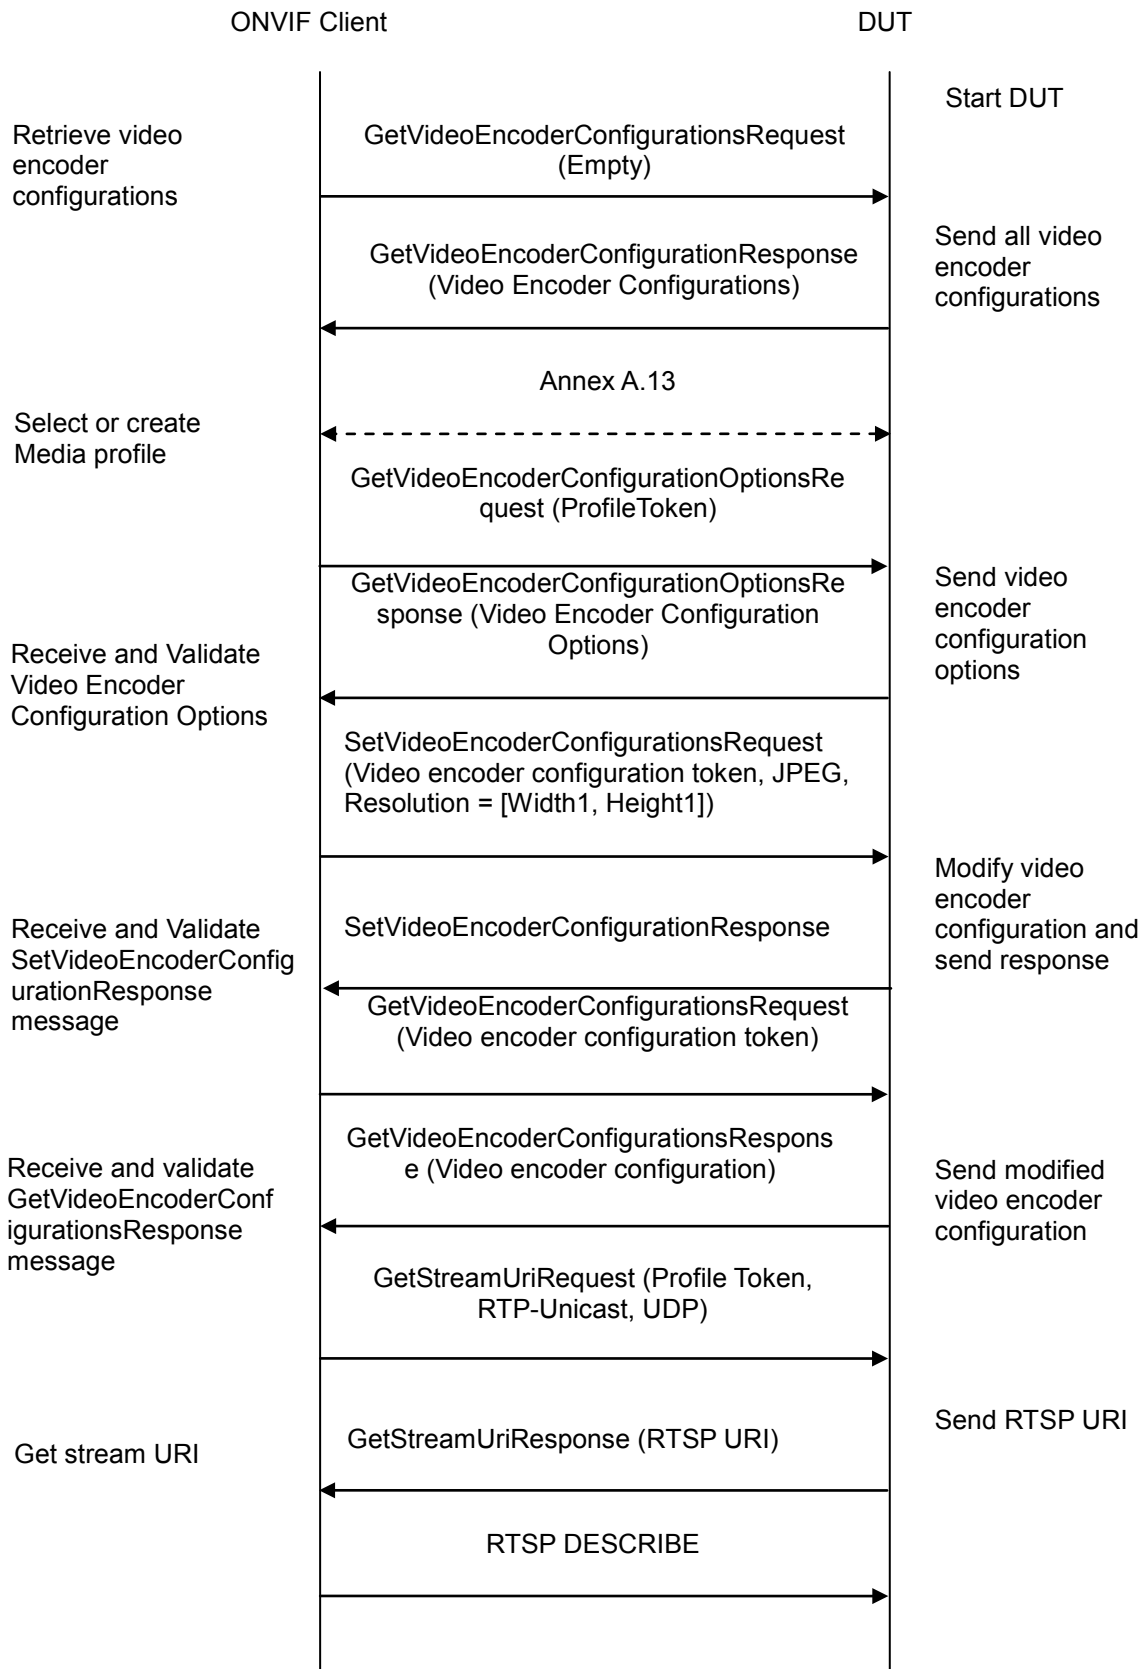 ONVIF Client
DUT
Start DUT
Retrieve video
encoder
configurations
GetVideoEncoderConfigurationsRequest
(Empty)
Send all video
encoder
configurations
GetVideoEncoderConfigurationResponse
(Video Encoder Configurations)
Annex A.13
Select or create
Media profile
GetVideoEncoderConfigurationOptionsRe
quest (ProfileToken)
GetVideoEncoderConfigurationOptionsRe
sponse (Video Encoder Configuration
Options)
Send video
encoder
configuration
options
Receive and Validate
Video Encoder
Configuration Options
SetVideoEncoderConfigurationsRequest
(Video encoder configuration token, JPEG,
Resolution = [Width1, Height1])
Modify video
encoder
configuration and
send response
Receive and Validate
SetVideoEncoderConfig
urationResponse
message
SetVideoEncoderConfigurationResponse
GetVideoEncoderConfigurationsRequest
(Video encoder configuration token)
GetVideoEncoderConfigurationsRespons
e (Video encoder configuration)
Receive and validate
GetVideoEncoderConf
igurationsResponse
message
Send modified
video encoder
configuration
GetStreamUriRequest (Profile Token,
RTP-Unicast, UDP)
Send RTSP URI
Get stream URI
GetStreamUriResponse (RTSP URI)
RTSP DESCRIBE